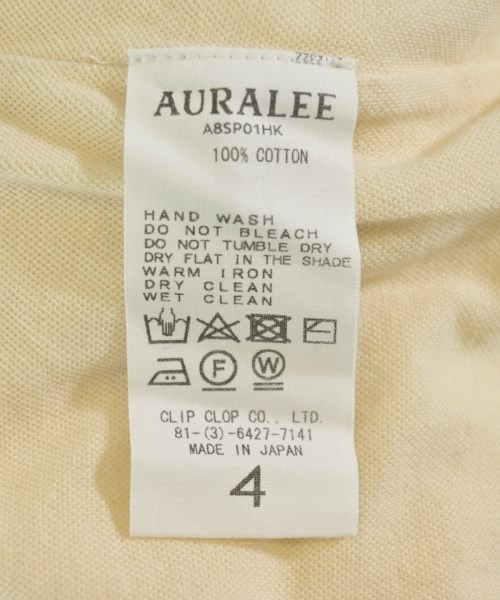 AURALEE
A8SP01HK
100% COTTON
HAND WASH
DO NOT BLEACH
DO NOT TUMBLE DRY
DRY FLAT IN THE SHADE
WARM IRON
DRY CLEAN
WET CLEAN
F W
CLIP CLOP CO., LTD.
81-(3)-6427-7141
MADE IN JAPAN
4